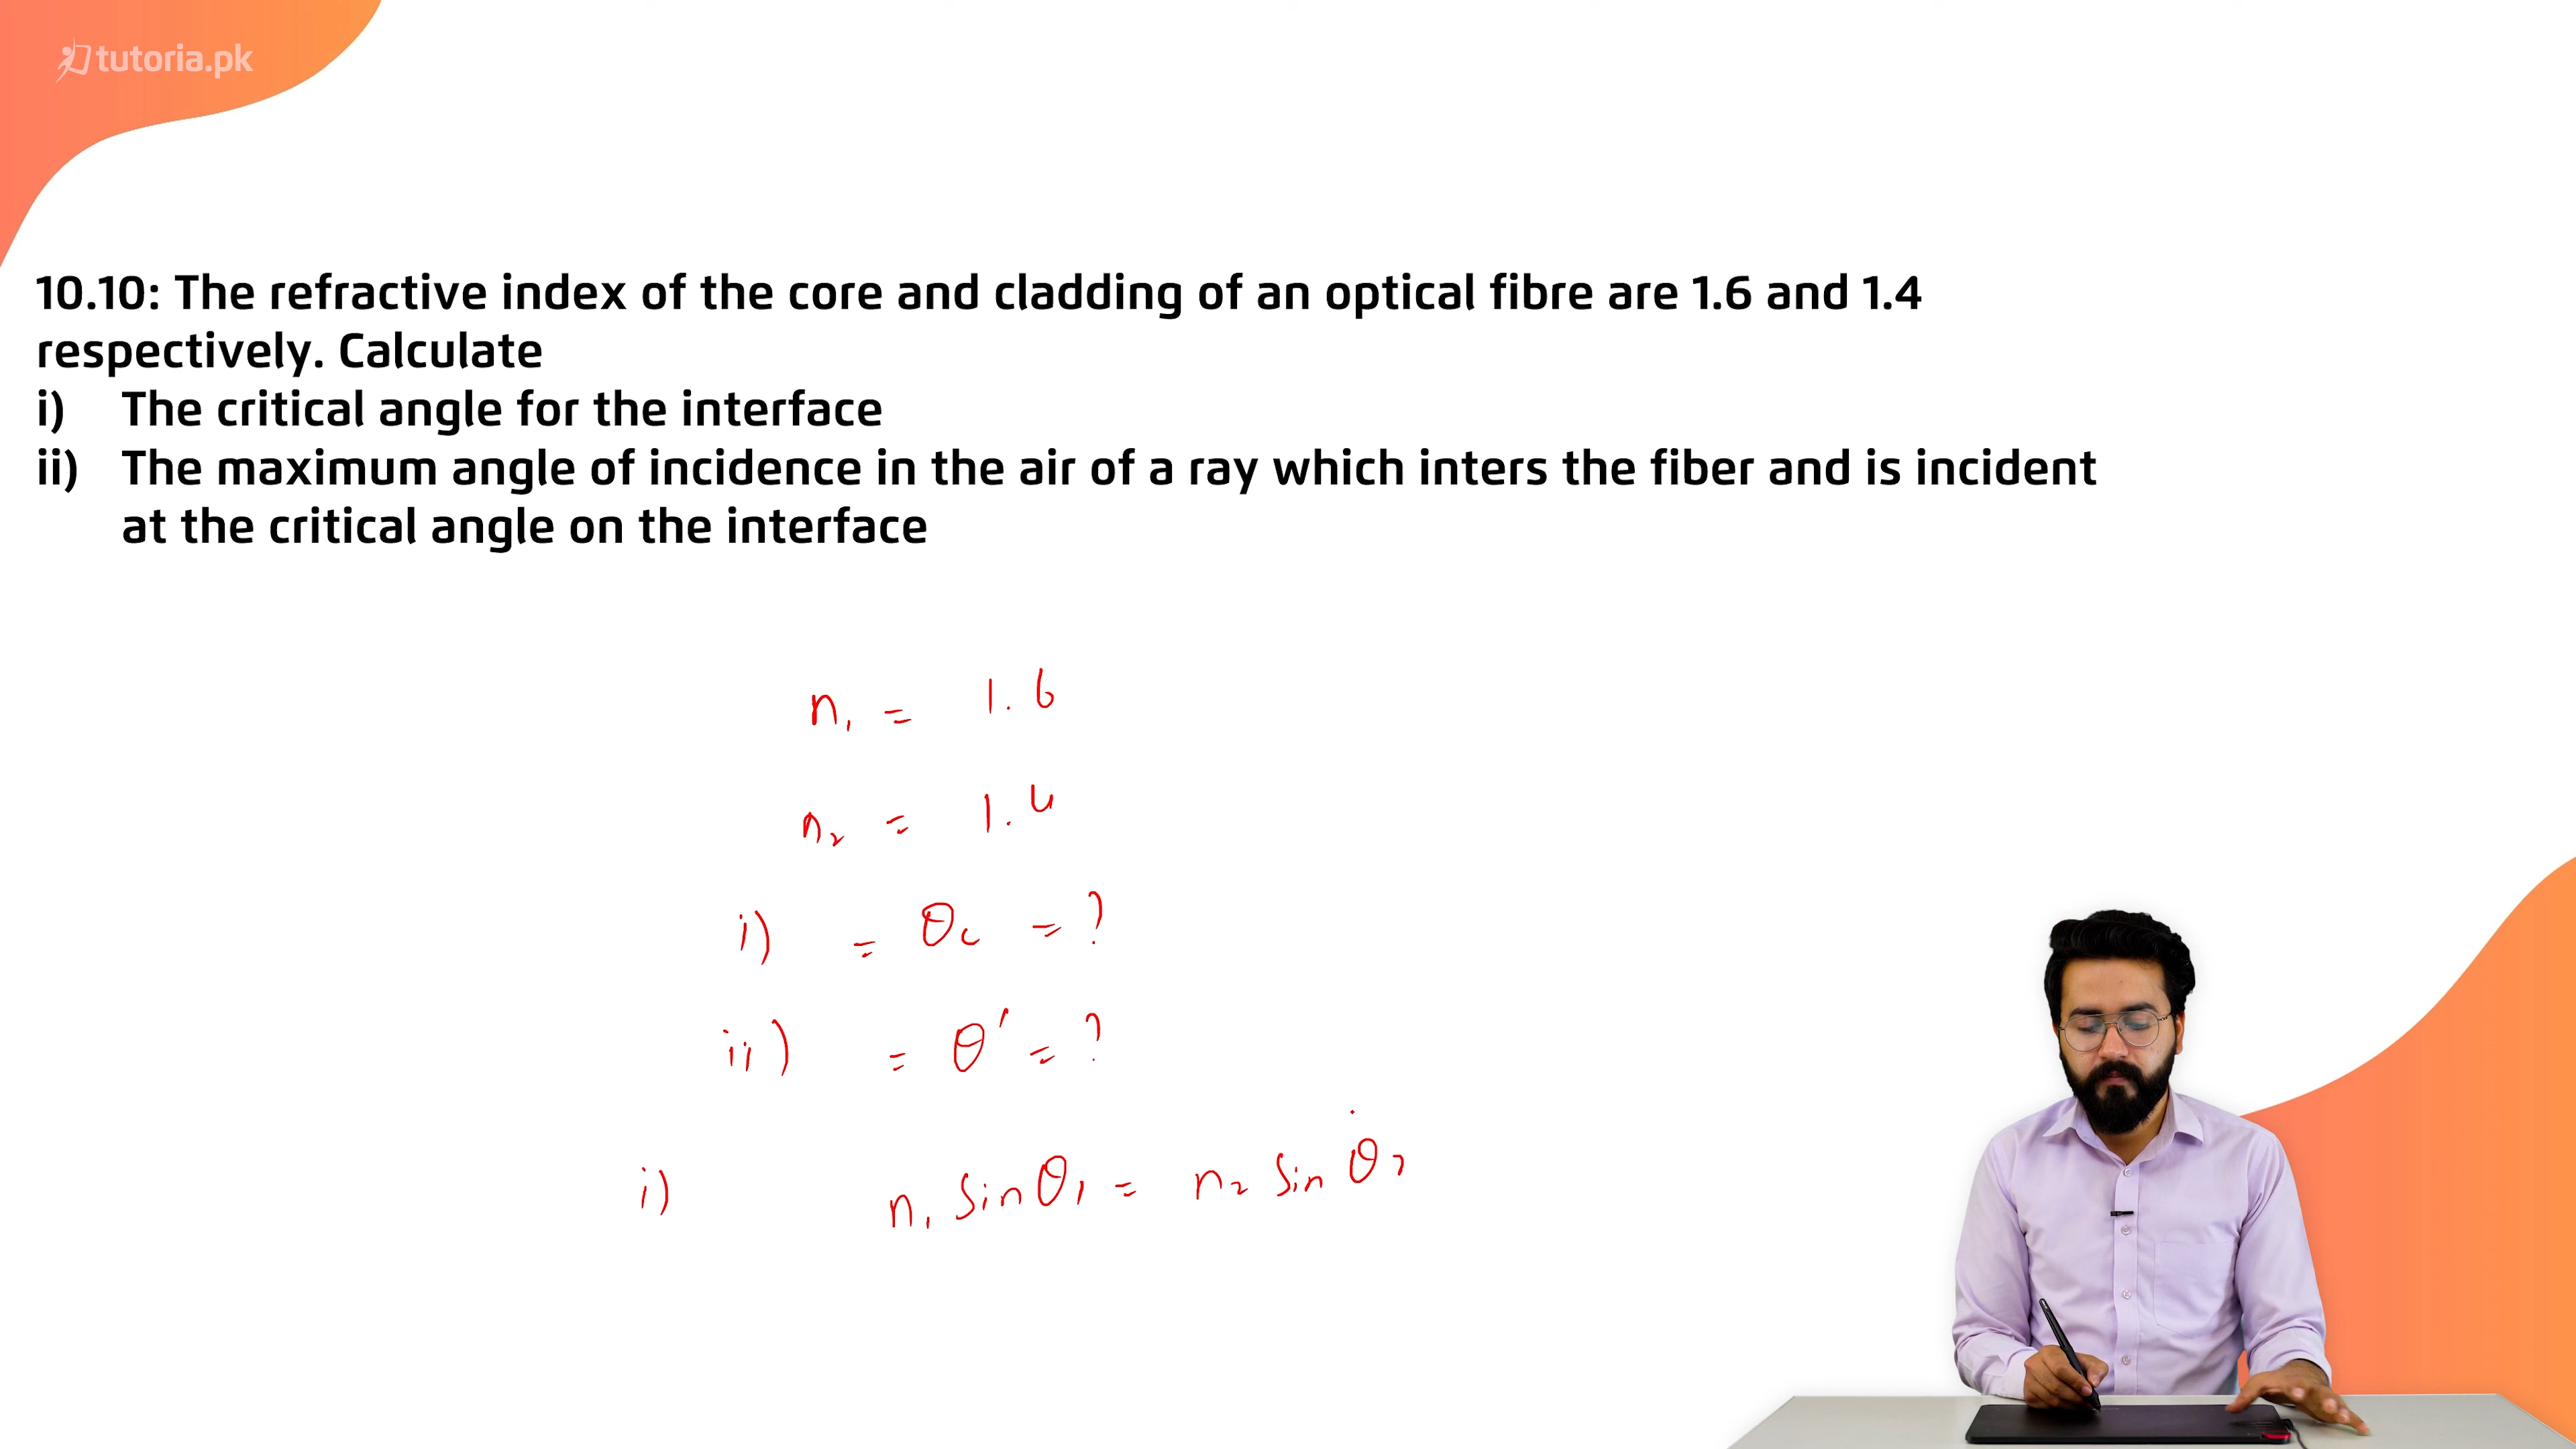 tutoria.pk
10.10: The refractive index of the core and cladding of an optical fibre are 1.6 and 1.4
respectively. Calculate
i) The critical angle for the interface
ii) The maximum angle of incidence in the air of a ray which inters the fiber and is incident
at the critical angle on the interface
n₁ = 1.6
n₂ = 1.4
i) = θc = ?
ii) = θ' = ?
i) n₁ Sinθ₁ = n₂ Sin θ₂